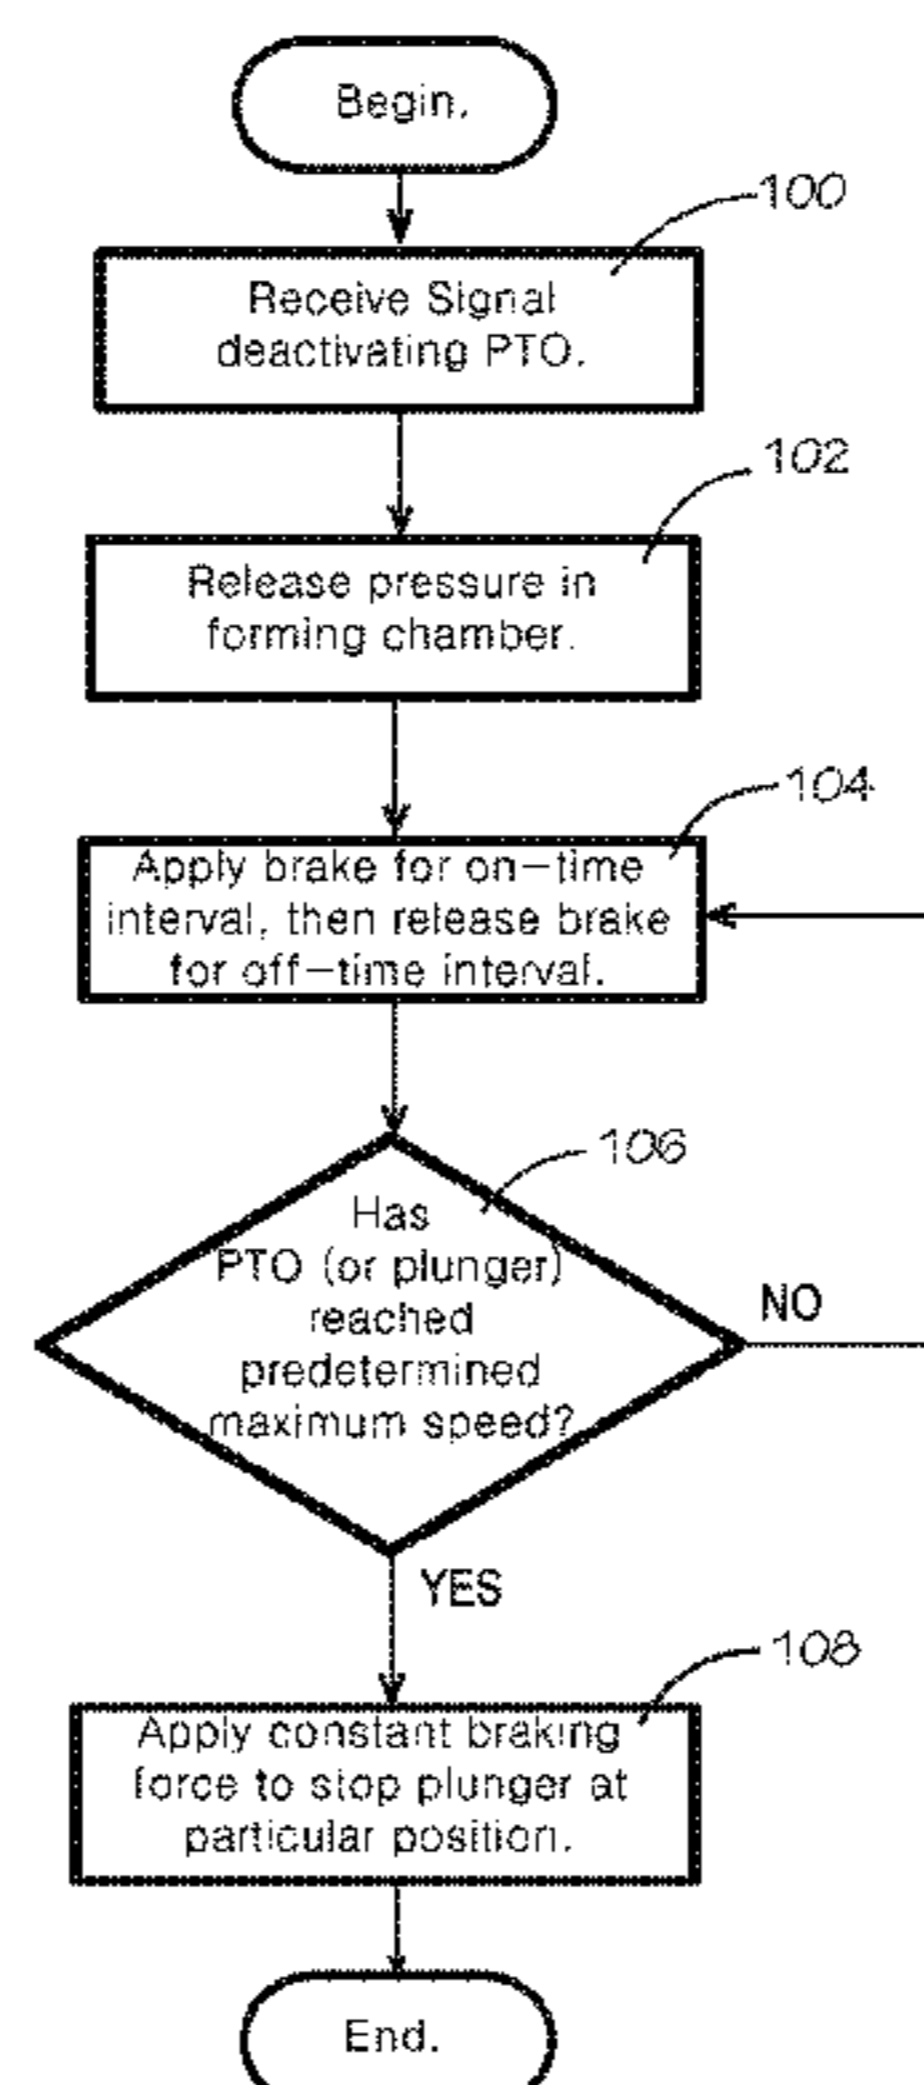 Begin.
100
Receive Signal
deactivating PTO.
102
Release pressure in
forming chamber.
104
Apply brake for on-time
interval, then release brake
for off-time interval.
106
Has
PTO (or plunger)
reached
predetermined
maximum speed?
NO
YES
108
Apply constant braking
force to stop plunger at
particular position.
End.